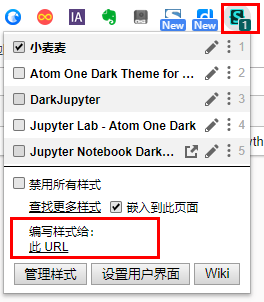 IA
New
New
1
小麦麦 1
Atom One Dark Theme for ... 2
DarkJupyter 3
Jupyter Lab - Atom One Dark 4
Jupyter Notebook Dark... 5
yth
禁用所有样式
查找更多样式 嵌入到此页面
编写样式给:
此 URL
管理样式 设置用户界面 Wiki